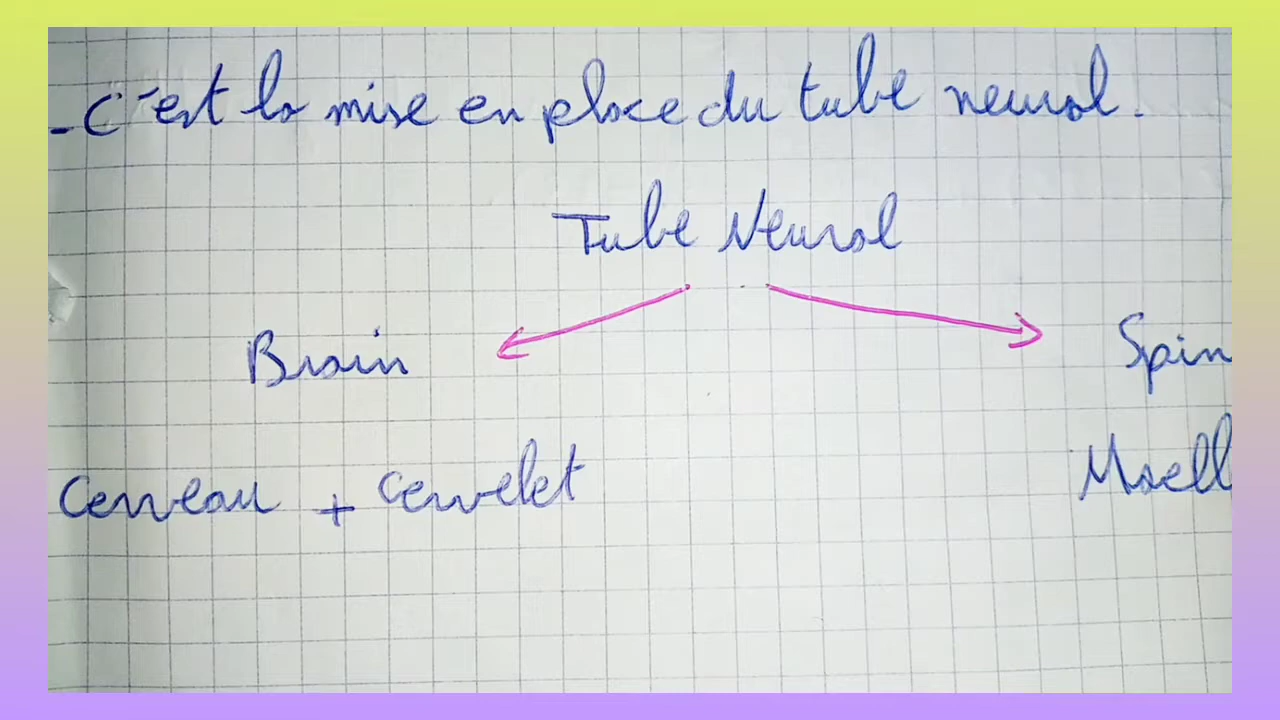 - C'est la mise en place du tube neural.
Tube Neural
Brain Spin
Cerveau + Cervelet Moell